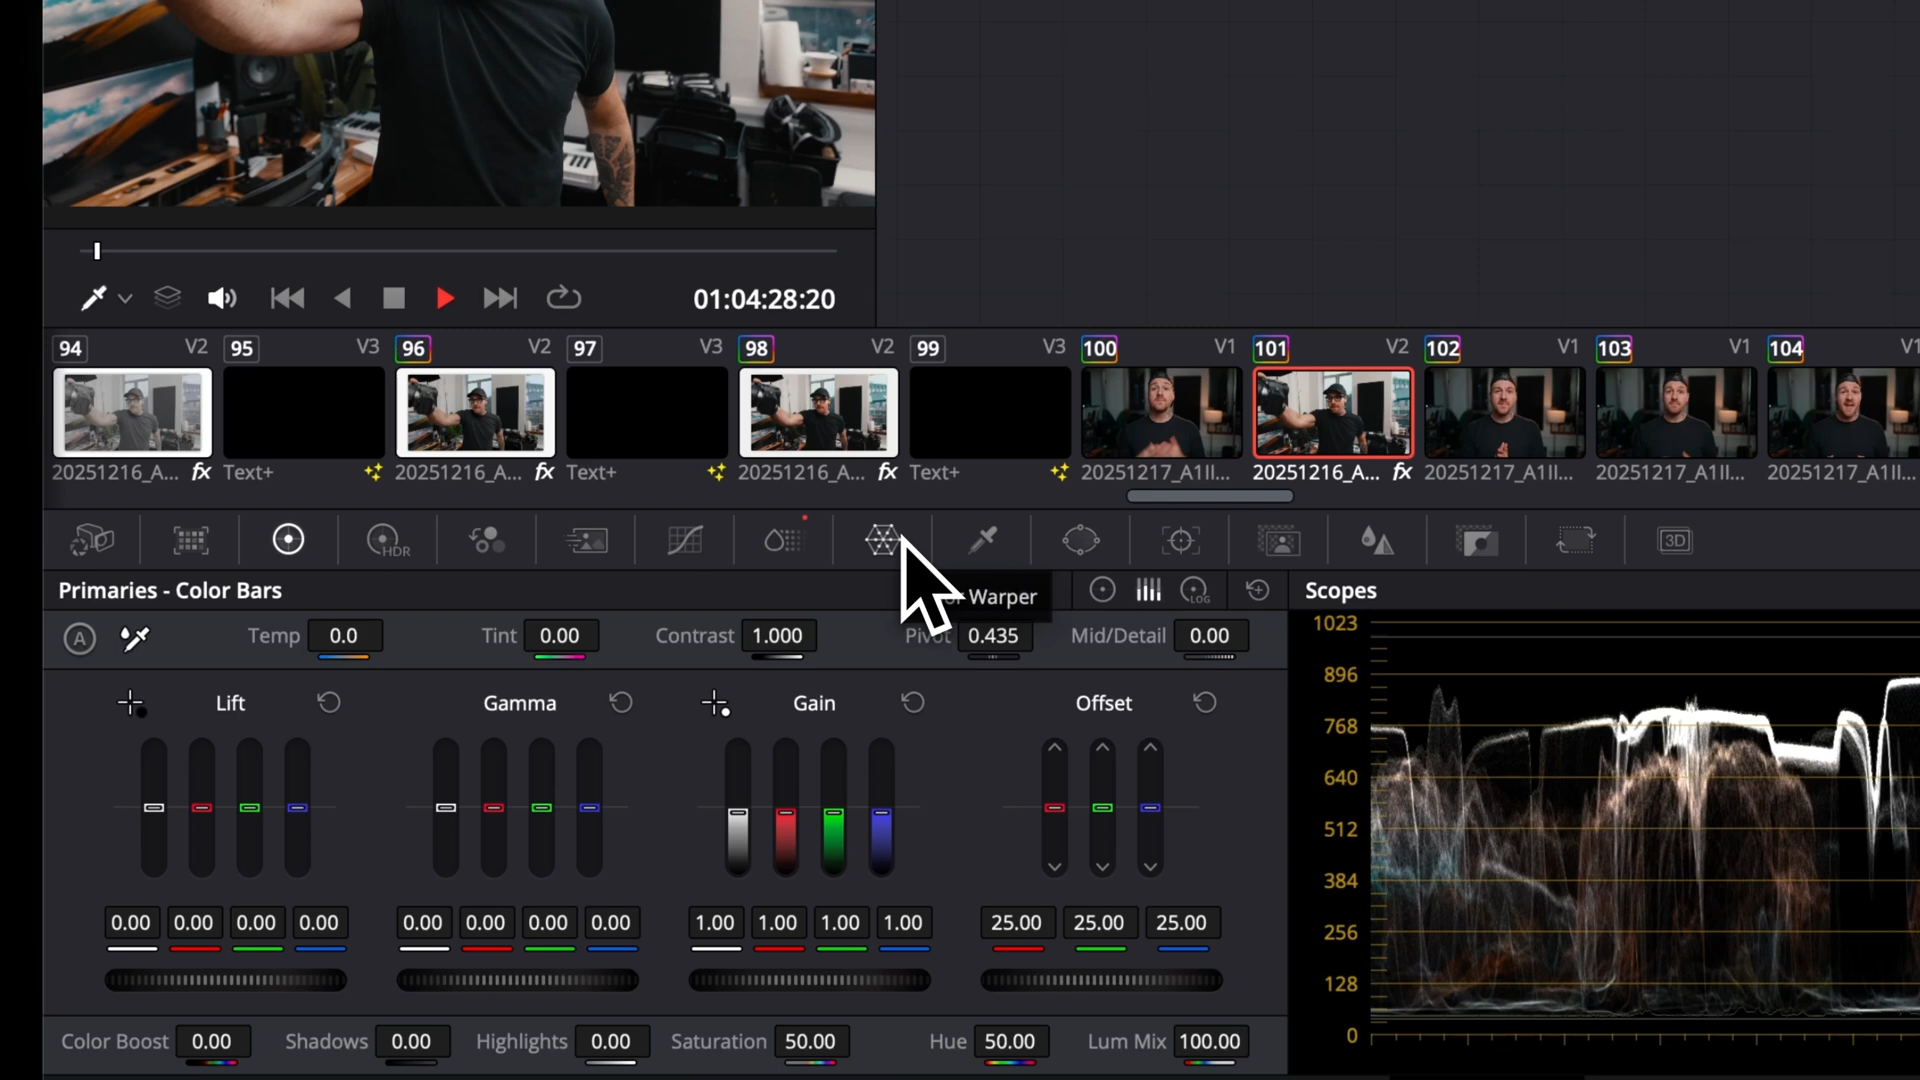 01:04:28:20
94 V2 95 V3 96 V2 97 V3 98 V2 99 V3 100 V1 101 V2 102 V1 103 V1 104 V1
20251216_A... fx Text+ 20251216_A... fx Text+ 20251216_A... fx Text+ 20251217_A1II... 20251216_A... fx 20251217_A1II... 20251217_A1II... 20251217_A1II...
HDR 3D
Primaries - Color Bars Warper LOG Scopes
A Temp 0.0 Tint 0.00 Contrast 1.000 Pivot 0.435 Mid/Detail 0.00
Lift Gamma Gain Offset
0.00 0.00 0.00 0.00 0.00 0.00 0.00 0.00 1.00 1.00 1.00 1.00 25.00 25.00 25.00
Color Boost 0.00 Shadows 0.00 Highlights 0.00 Saturation 50.00 Hue 50.00 Lum Mix 100.00
1023
896
768
640
512
384
256
128
0